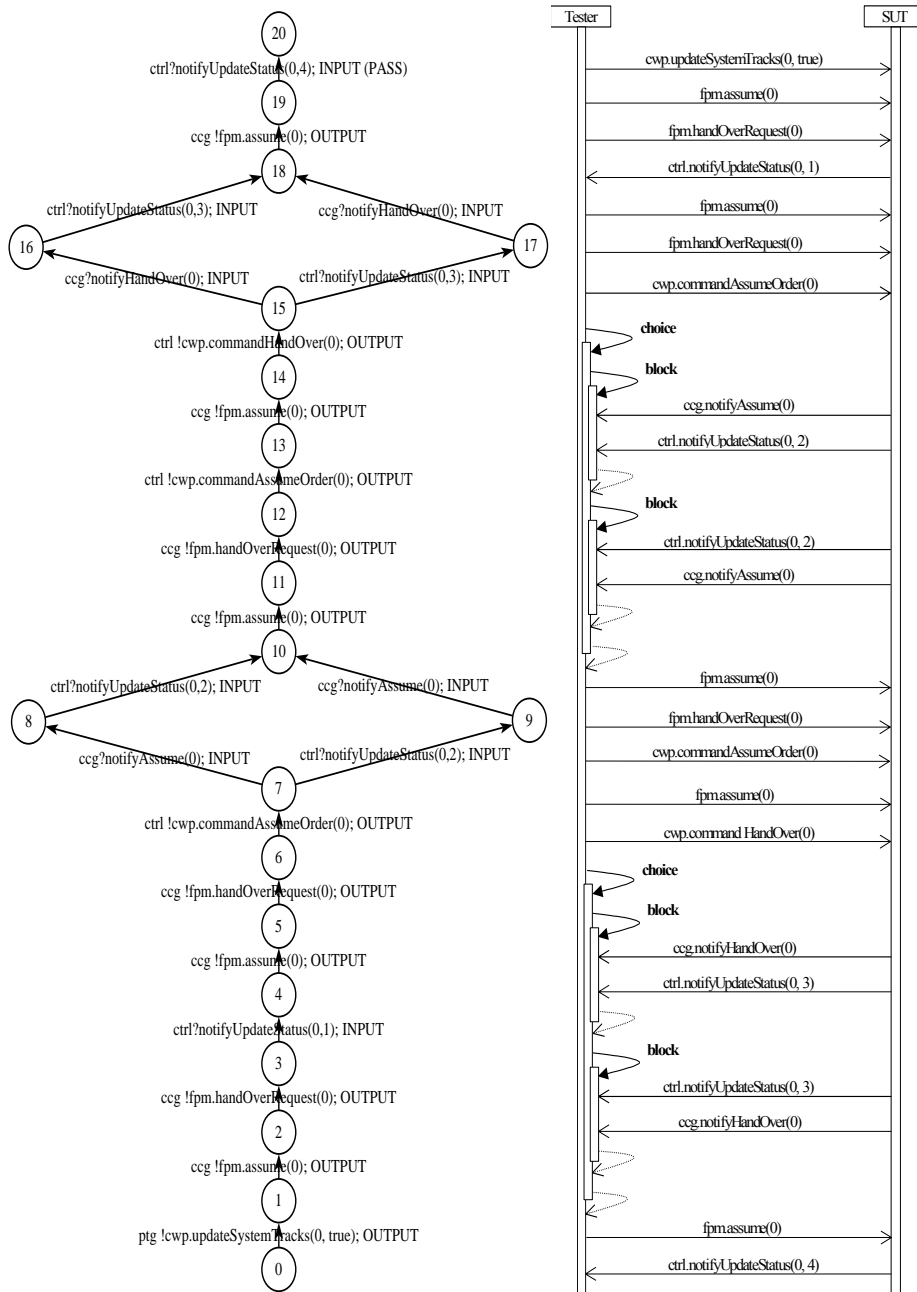 20
ctrl?notifyUpdateStatus(0,4); INPUT (PASS)
19
ccg !fpm.assume(0); OUTPUT
18
ctrl?notifyUpdateStatus(0,3); INPUT
ccg?notifyHandOver(0); INPUT
16
17
ccg?notifyHandOver(0); INPUT
ctrl?notifyUpdateStatus(0,3); INPUT
15
ctrl !cwp.commandHandOver(0); OUTPUT
14
ccg !fpm.assume(0); OUTPUT
13
ctrl !cwp.commandAssumeOrder(0); OUTPUT
12
ccg !fpm.handOverRequest(0); OUTPUT
11
ccg !fpm.assume(0); OUTPUT
10
ctrl?notifyUpdateStatus(0,2); INPUT
ccg?notifyAssume(0); INPUT
8
9
ccg?notifyAssume(0); INPUT
ctrl?notifyUpdateStatus(0,2); INPUT
7
ctrl !cwp.commandAssumeOrder(0); OUTPUT
6
ccg !fpm.handOverRequest(0); OUTPUT
5
ccg !fpm.assume(0); OUTPUT
4
ctrl?notifyUpdateStatus(0,1); INPUT
3
ccg !fpm.handOverRequest(0); OUTPUT
2
ccg !fpm.assume(0); OUTPUT
1
ptg !cwp.updateSystemTracks(0, true); OUTPUT
0
Tester
SUT
cwp.updateSystemTracks(0, true)
fpm.assume(0)
fpm.handOverRequest(0)
ctrl.notifyUpdateStatus(0, 1)
fpm.assume(0)
fpm.handOverRequest(0)
cwp.commandAssumeOrder(0)
choice
block
ccg.notifyAssume(0)
ctrl.notifyUpdateStatus(0, 2)
block
ctrl.notifyUpdateStatus(0, 2)
ccg.notifyAssume(0)
fpm.assume(0)
fpm.handOverRequest(0)
cwp.commandAssumeOrder(0)
fpm.assume(0)
cwp.command HandOver(0)
choice
block
ccg.notifyHandOver(0)
ctrl.notifyUpdateStatus(0, 3)
block
ctrl.notifyUpdateStatus(0, 3)
ccg.notifyHandOver(0)
fpm.assume(0)
ctrl.notifyUpdateStatus(0, 4)